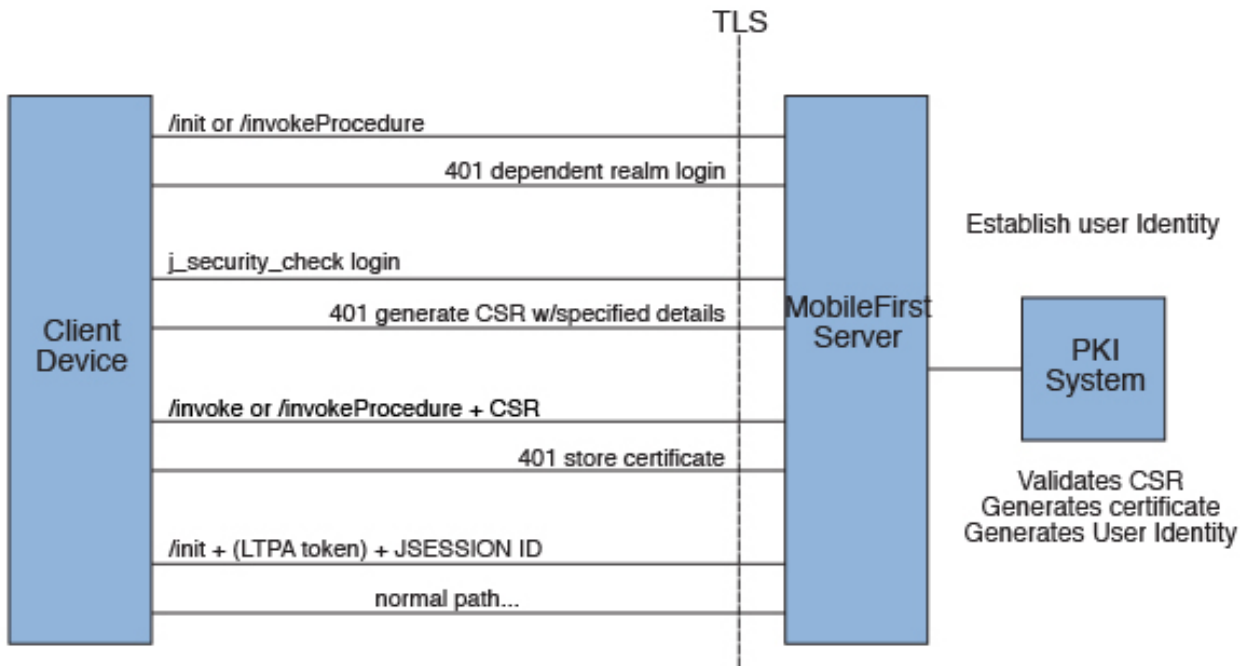 TLS
/init or /invokeProcedure
401 dependent realm login
j_security_check login
401 generate CSR w/specified details
/invoke or /invokeProcedure + CSR
401 store certificate
/init + (LTPA token) + JSESSION ID
normal path...
Client
Device
MobileFirst
Server
Establish user Identity
PKI
System
Validates CSR
Generates certificate
Generates User Identity